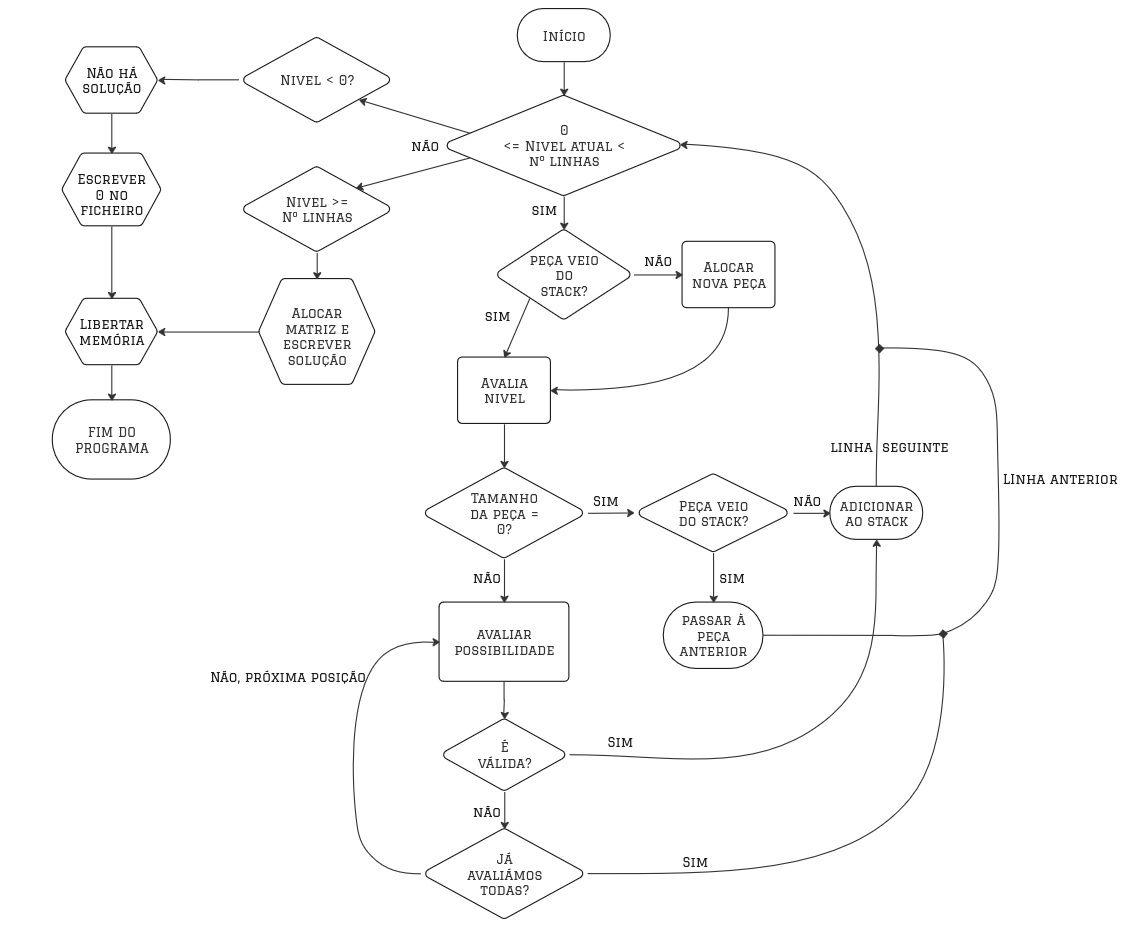 INÍCIO
NÃO HÁ
SOLUÇÃO
NIVEL < 0?
0
<= NIVEL ATUAL <
Nº LINHAS
NÃO
ESCREVER
0 NO
FICHEIRO
NIVEL >=
Nº LINHAS
SIM
PEÇA VEIO
DO
STACK?
NÃO
ALOCAR
NOVA PEÇA
LIBERTAR
MEMÓRIA
ALOCAR
MATRIZ E
ESCREVER
SOLUÇÃO
SIM
AVALIA
NIVEL
FIM DO
PROGRAMA
LINHA SEGUINTE
LINHA ANTERIOR
TAMANHO
DA PEÇA =
0?
SIM
PEÇA VEIO
DO STACK?
NÃO
ADICIONAR
AO STACK
NÃO
SIM
AVALIAR
POSSIBILIDADE
PASSAR À
PEÇA
ANTERIOR
NÃO, PRÓXIMA POSIÇÃO
É
VÁLIDA?
SIM
NÃO
JÁ
AVALIÁMOS
TODAS?
SIM